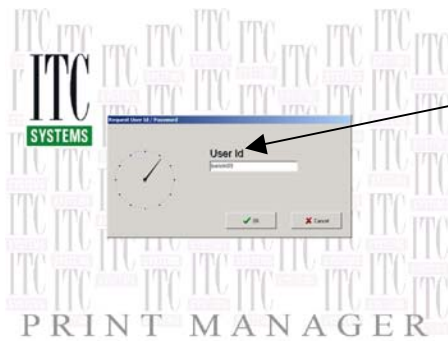 ITC
SYSTEMS
Request User Id / Password
User Id
OK
Cancel
PRINT MANAGER